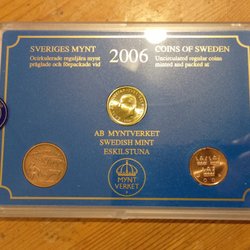 SVERIGES MYNT
Ocirkulerade reguljära mynt
präglade och förpackade vid
2006
COINS OF SWEDEN
Uncirculated regular coins
minted and packed at
AB MYNTVERKET
SWEDISH MINT
ESKILSTUNA
MYNT
VERKET